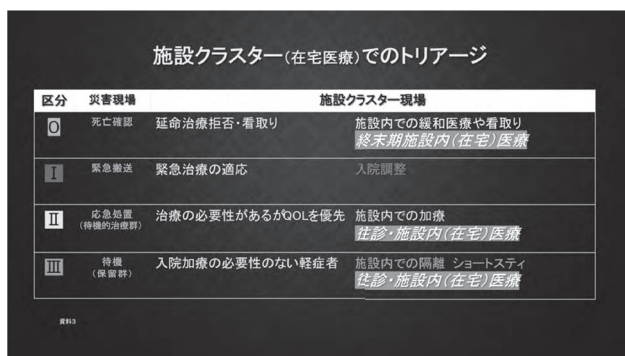 施設クラスター(在宅医療)でのトリアージ
区分 災害現場 施設クラスター現場
0 死亡確認 延命治療拒否・看取り 施設内での緩和医療や看取り
終末期施設内(在宅)医療
I 緊急搬送 緊急治療の適応 入院調整
II 応急処置 治療の必要性があるがQOLを優先 施設内での加療
(待機的治療群) 往診・施設内(在宅)医療
III 待機 入院加療の必要性のない軽症者 施設内での隔離 ショートスティ
(保留群) 往診・施設内(在宅)医療
資料3